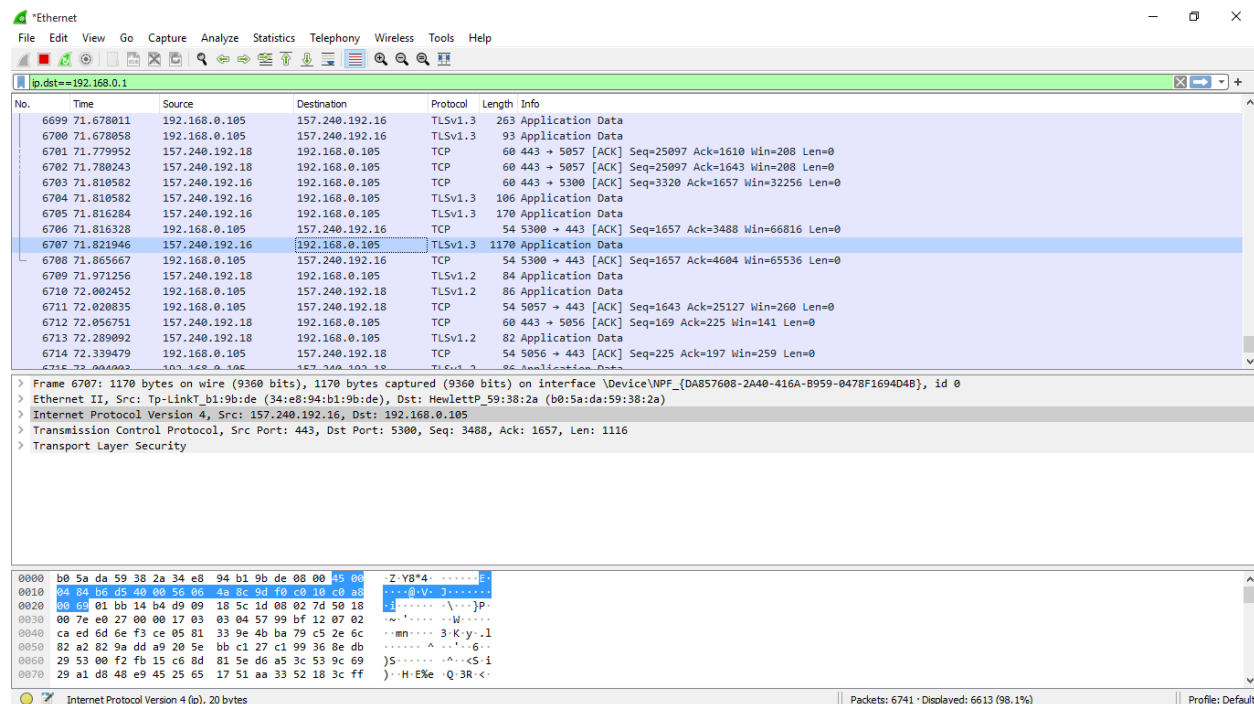 *Ethernet
File Edit View Go Capture Analyze Statistics Telephony Wireless Tools Help
ip.dst==192.168.0.1
No. Time Source Destination Protocol Length Info
6699 71.678011 192.168.0.105 157.240.192.16 TLSv1.3 263 Application Data
6700 71.678058 192.168.0.105 157.240.192.16 TLSv1.3 93 Application Data
6701 71.779952 157.240.192.18 192.168.0.105 TCP 60 443 → 5057 [ACK] Seq=25097 Ack=1610 Win=208 Len=0
6702 71.780243 157.240.192.18 192.168.0.105 TCP 60 443 → 5057 [ACK] Seq=25097 Ack=1643 Win=208 Len=0
6703 71.810582 157.240.192.16 192.168.0.105 TCP 60 443 → 5300 [ACK] Seq=3320 Ack=1657 Win=32256 Len=0
6704 71.810582 157.240.192.16 192.168.0.105 TLSv1.3 106 Application Data
6705 71.816284 157.240.192.16 192.168.0.105 TLSv1.3 170 Application Data
6706 71.816328 192.168.0.105 157.240.192.16 TCP 54 5300 → 443 [ACK] Seq=1657 Ack=3488 Win=66816 Len=0
6707 71.821946 157.240.192.16 192.168.0.105 TLSv1.3 1170 Application Data
6708 71.865667 192.168.0.105 157.240.192.16 TCP 54 5300 → 443 [ACK] Seq=1657 Ack=4604 Win=65536 Len=0
6709 71.971256 157.240.192.18 192.168.0.105 TLSv1.2 84 Application Data
6710 72.002452 192.168.0.105 157.240.192.18 TLSv1.2 86 Application Data
6711 72.020835 192.168.0.105 157.240.192.18 TCP 54 5057 → 443 [ACK] Seq=1643 Ack=25127 Win=260 Len=0
6712 72.056751 157.240.192.18 192.168.0.105 TCP 60 443 → 5056 [ACK] Seq=169 Ack=225 Win=141 Len=0
6713 72.289092 157.240.192.18 192.168.0.105 TLSv1.2 82 Application Data
6714 72.339479 192.168.0.105 157.240.192.18 TCP 54 5056 → 443 [ACK] Seq=225 Ack=197 Win=259 Len=0
Frame 6707: 1170 bytes on wire (9360 bits), 1170 bytes captured (9360 bits) on interface \Device\NPF_{DA857608-2A40-416A-B959-0478F1694D4B}, id 0
Ethernet II, Src: Tp-LinkT_b1:9b:de (34:e8:94:b1:9b:de), Dst: HewlettP_59:38:2a (b0:5a:da:59:38:2a)
Internet Protocol Version 4, Src: 157.240.192.16, Dst: 192.168.0.105
Transmission Control Protocol, Src Port: 443, Dst Port: 5300, Seq: 3488, Ack: 1657, Len: 1116
Transport Layer Security
0000 b0 5a da 59 38 2a 34 e8 94 b1 9b de 08 00 45 00 ·Z·Y8*4· ······E·
0010 04 84 b6 d5 40 00 56 06 4a 8c 9d f0 c0 10 c0 a8 ····@·V· J·······
0020 00 69 01 bb 14 b4 d9 09 18 5c 1d 08 02 7d 50 18 ·i······ ·\···}P·
0030 00 7e e0 27 00 00 17 03 03 04 57 99 bf 12 07 02 ·~·'···· ··W·····
0040 ca ed 6d 6e f3 ce 05 81 33 9e 4b ba 79 c5 2e 6c ··mn···· 3·K·y·.l
0050 82 a2 82 9a dd a9 20 5e bb c1 27 c1 99 36 8e db ······ ^ ··'··6··
0060 29 53 00 f2 fb 15 c6 8d 81 5e d6 a5 3c 53 9c 69 )S······ ·^··<S·i
0070 29 a1 d8 48 e9 45 25 65 17 51 aa 33 52 18 3c ff )··H·E%e ·Q·3R·<·
Internet Protocol Version 4 (ip), 20 bytes Packets: 6741 · Displayed: 6613 (98.1%) Profile: Default